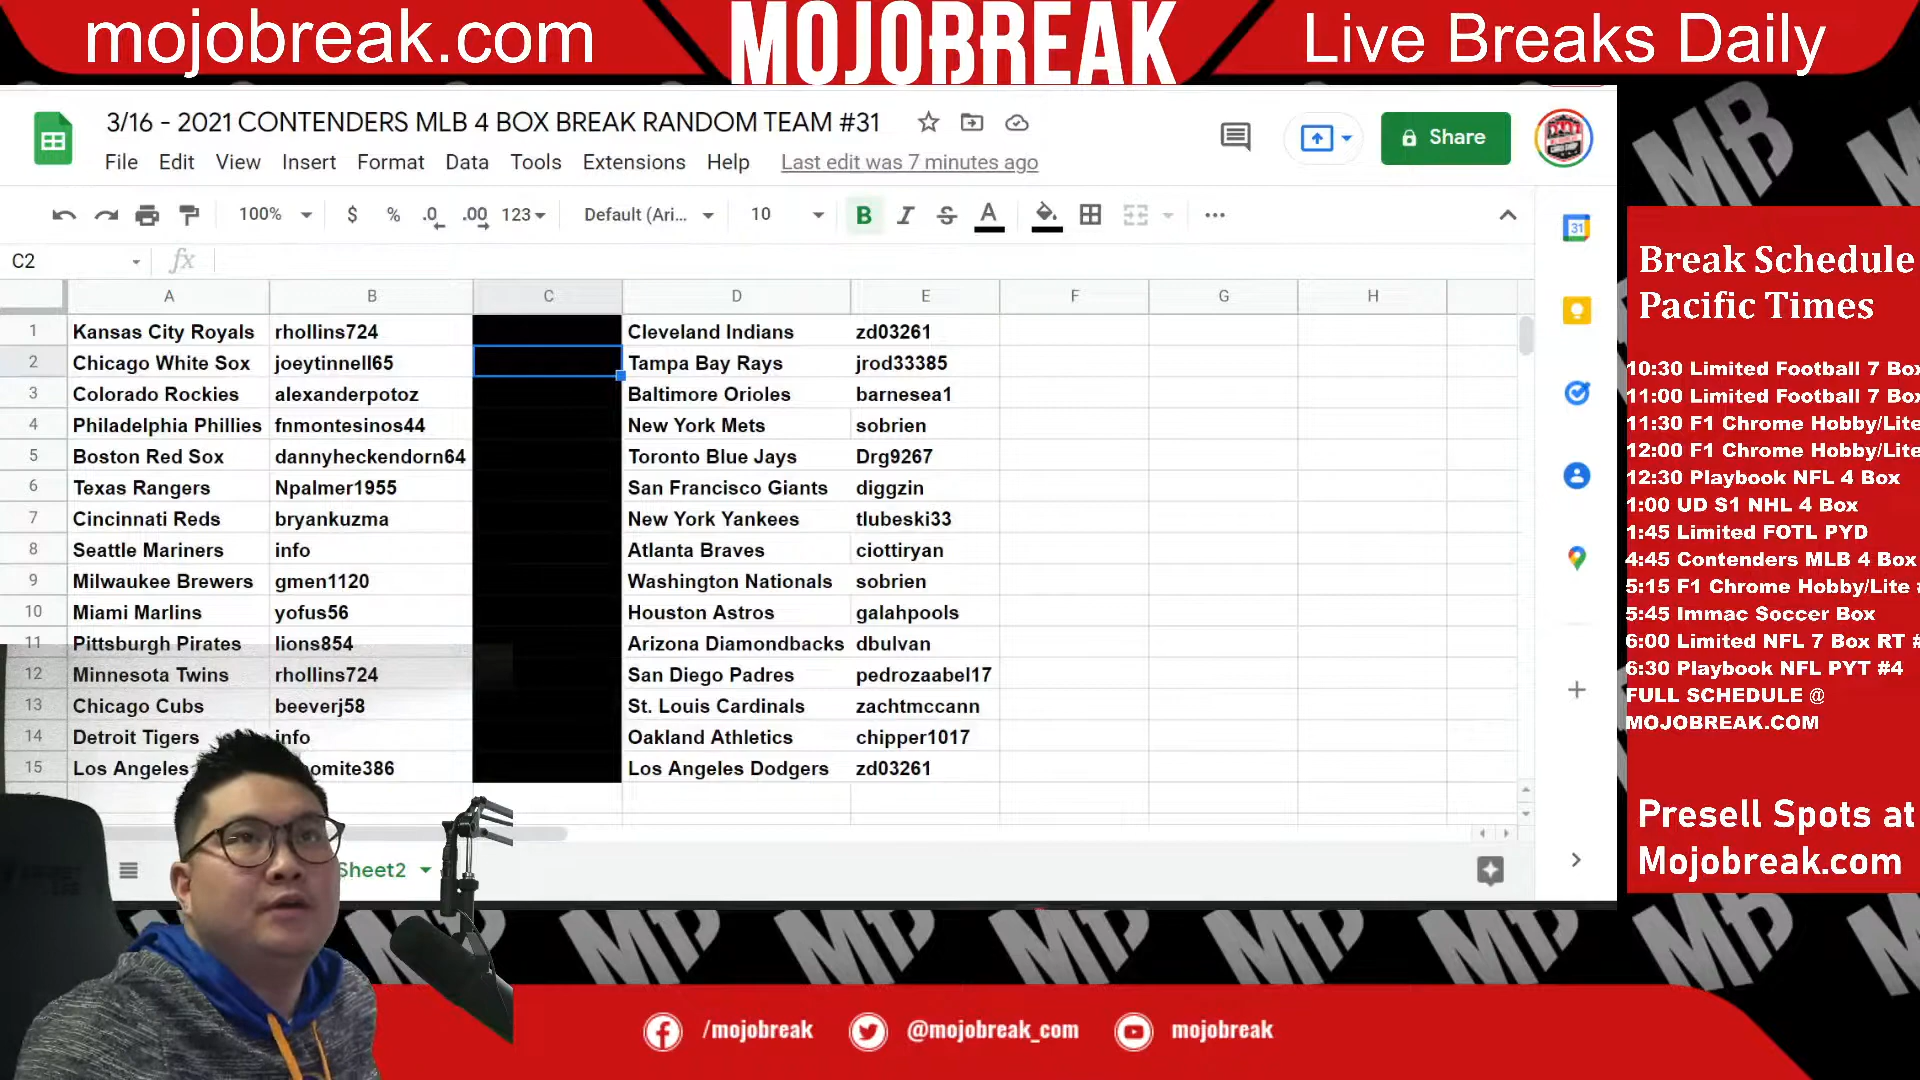 mojobreak.com
MOJOBREAK
Live Breaks Daily
3/16 - 2021 CONTENDERS MLB 4 BOX BREAK RANDOM TEAM #31
Share
File Edit View Insert Format Data Tools Extensions Help Last edit was 7 minutes ago
100% $ % .0 .00 123 Default (Ari... 10 B I S A
31
C2 fx
A B C D E F G H
1 Kansas City Royals rhollins724 Cleveland Indians zd03261
2 Chicago White Sox joeytinnell65 Tampa Bay Rays jrod33385
3 Colorado Rockies alexanderpotoz Baltimore Orioles barnesea1
4 Philadelphia Phillies fnmontesinos44 New York Mets sobrien
5 Boston Red Sox dannyheckendorn64 Toronto Blue Jays Drg9267
6 Texas Rangers Npalmer1955 San Francisco Giants diggzin
7 Cincinnati Reds bryankuzma New York Yankees tlubeski33
8 Seattle Mariners info Atlanta Braves ciottiryan
9 Milwaukee Brewers gmen1120 Washington Nationals sobrien
10 Miami Marlins yofus56 Houston Astros galahpools
11 Pittsburgh Pirates lions854 Arizona Diamondbacks dbulvan
12 Minnesota Twins rhollins724 San Diego Padres pedrozaabel17
13 Chicago Cubs beeverj58 St. Louis Cardinals zachtmccann
14 Detroit Tigers info Oakland Athletics chipper1017
15 Los Angeles omite386 Los Angeles Dodgers zd03261
Sheet2
Break Schedule
Pacific Times
10:30 Limited Football 7 Box
11:00 Limited Football 7 Box
11:30 F1 Chrome Hobby/Lite
12:00 F1 Chrome Hobby/Lite
12:30 Playbook NFL 4 Box
1:00 UD S1 NHL 4 Box
1:45 Limited FOTL PYD
4:45 Contenders MLB 4 Box
5:15 F1 Chrome Hobby/Lite #
5:45 Immac Soccer Box
6:00 Limited NFL 7 Box RT #
6:30 Playbook NFL PYT #4
FULL SCHEDULE @
MOJOBREAK.COM
Presell Spots at
Mojobreak.com
/mojobreak
@mojobreak_com
mojobreak